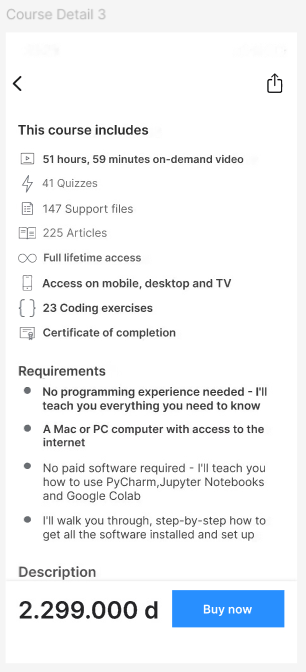 Course Detail 3
This course includes
51 hours, 59 minutes on-demand video
41 Quizzes
147 Support files
225 Articles
Full lifetime access
Access on mobile, desktop and TV
23 Coding exercises
Certificate of completion
Requirements
No programming experience needed - I'll
teach you everything you need to know
A Mac or PC computer with access to the
internet
No paid software required - I'll teach you
how to use PyCharm,Jupyter Notebooks
and Google Colab
I'll walk you through, step-by-step how to
get all the software installed and set up
Description
2.299.000 d
Buy now